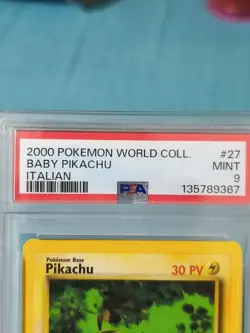 2000 POKEMON WORLD COLL. #27
BABY PIKACHU MINT
ITALIAN 9
PSA 135789367
Pokémon Base
Pikachu 30 PV